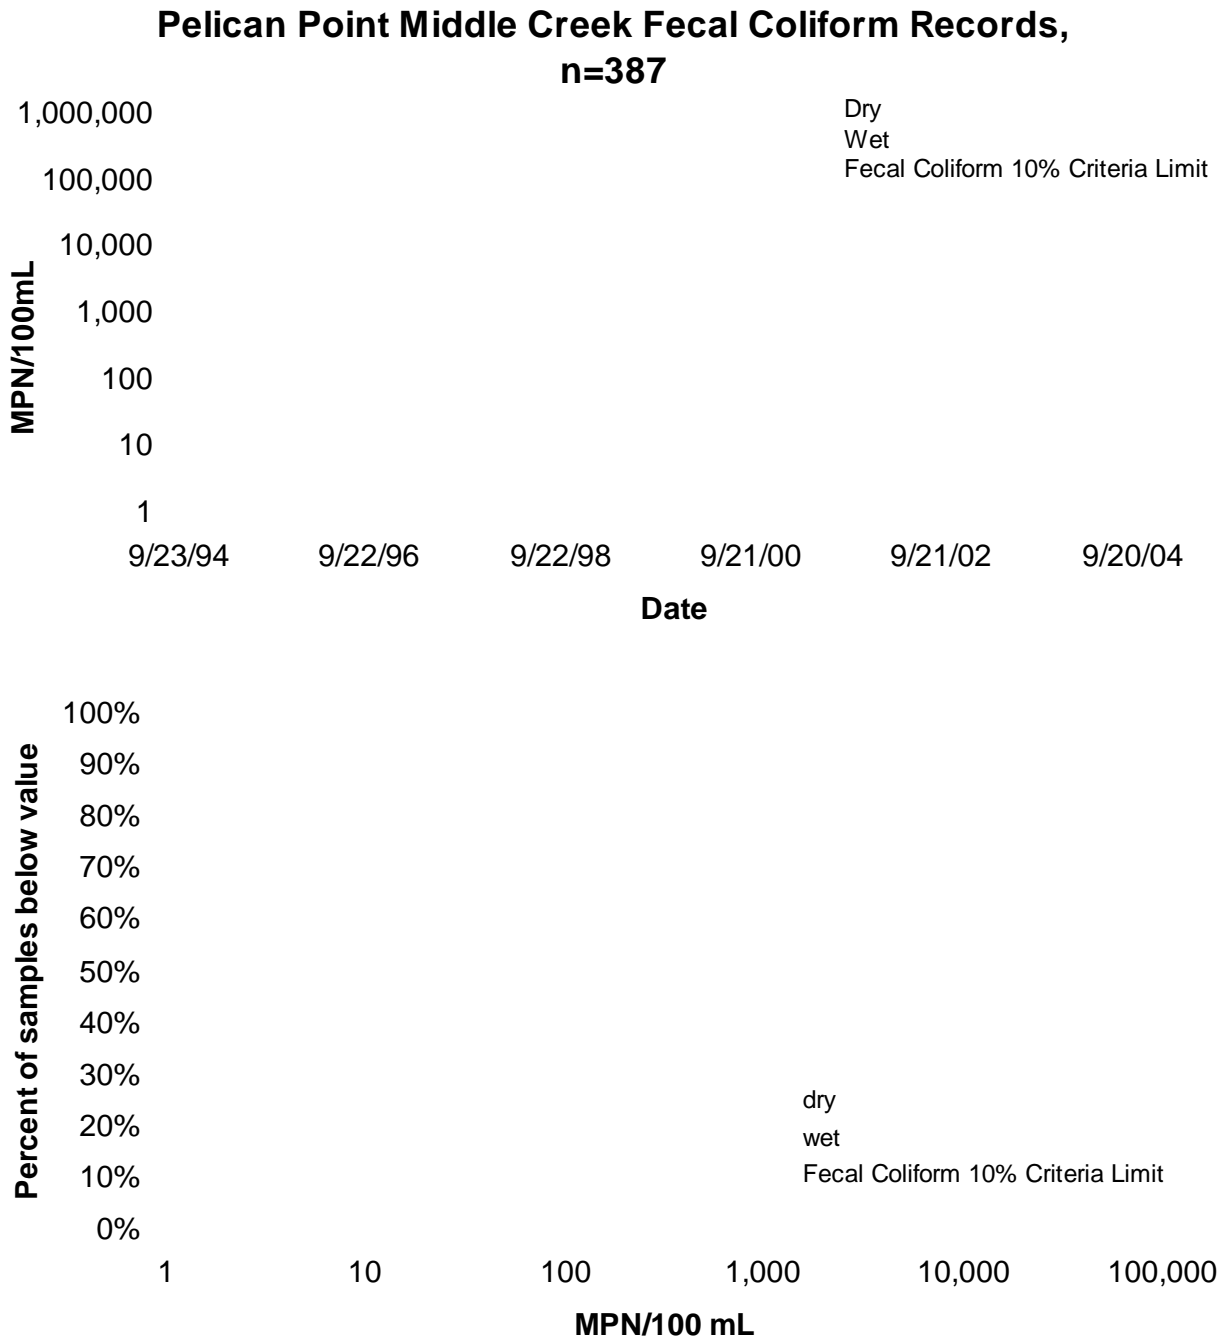 Pelican Point Middle Creek Fecal Coliform Records,
n=387
1,000,000
100,000
10,000
1,000
100
10
1
MPN/100mL
Dry
Wet
Fecal Coliform 10% Criteria Limit
9/23/94 9/22/96 9/22/98 9/21/00 9/21/02 9/20/04
Date
100%
90%
80%
70%
60%
50%
40%
30%
20%
10%
0%
Percent of samples below value
dry
wet
Fecal Coliform 10% Criteria Limit
1 10 100 1,000 10,000 100,000
MPN/100 mL